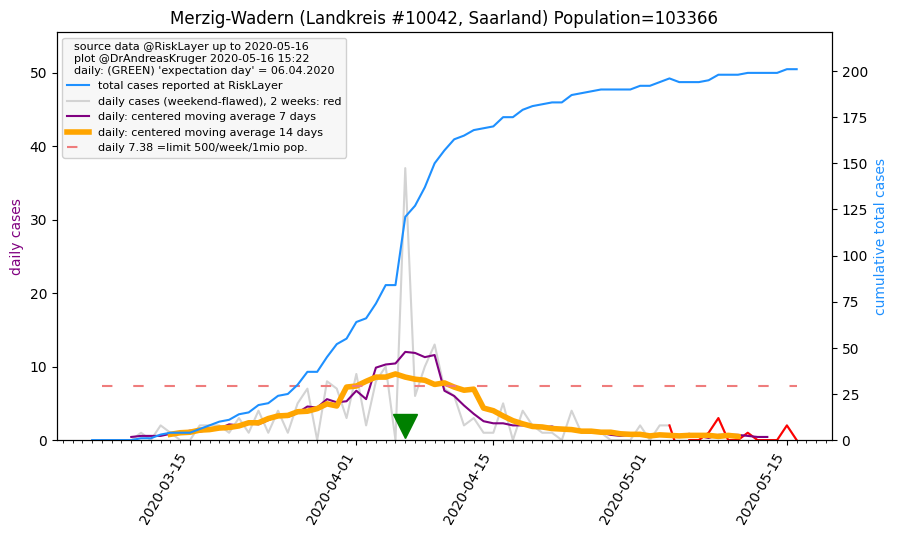 Merzig-Wadern (Landkreis #10042, Saarland) Population=103366
source data @RiskLayer up to 2020-05-16
plot @DrAndreasKruger 2020-05-16 15:22
daily: (GREEN) 'expectation day' = 06.04.2020
total cases reported at RiskLayer
daily cases (weekend-flawed), 2 weeks: red
daily: centered moving average 7 days
daily: centered moving average 14 days
daily 7.38 =limit 500/week/1mio pop.
daily cases
50
40
30
20
10
0
cumulative total cases
200
175
150
125
100
75
50
25
0
2020-03-15
2020-04-01
2020-04-15
2020-05-01
2020-05-15